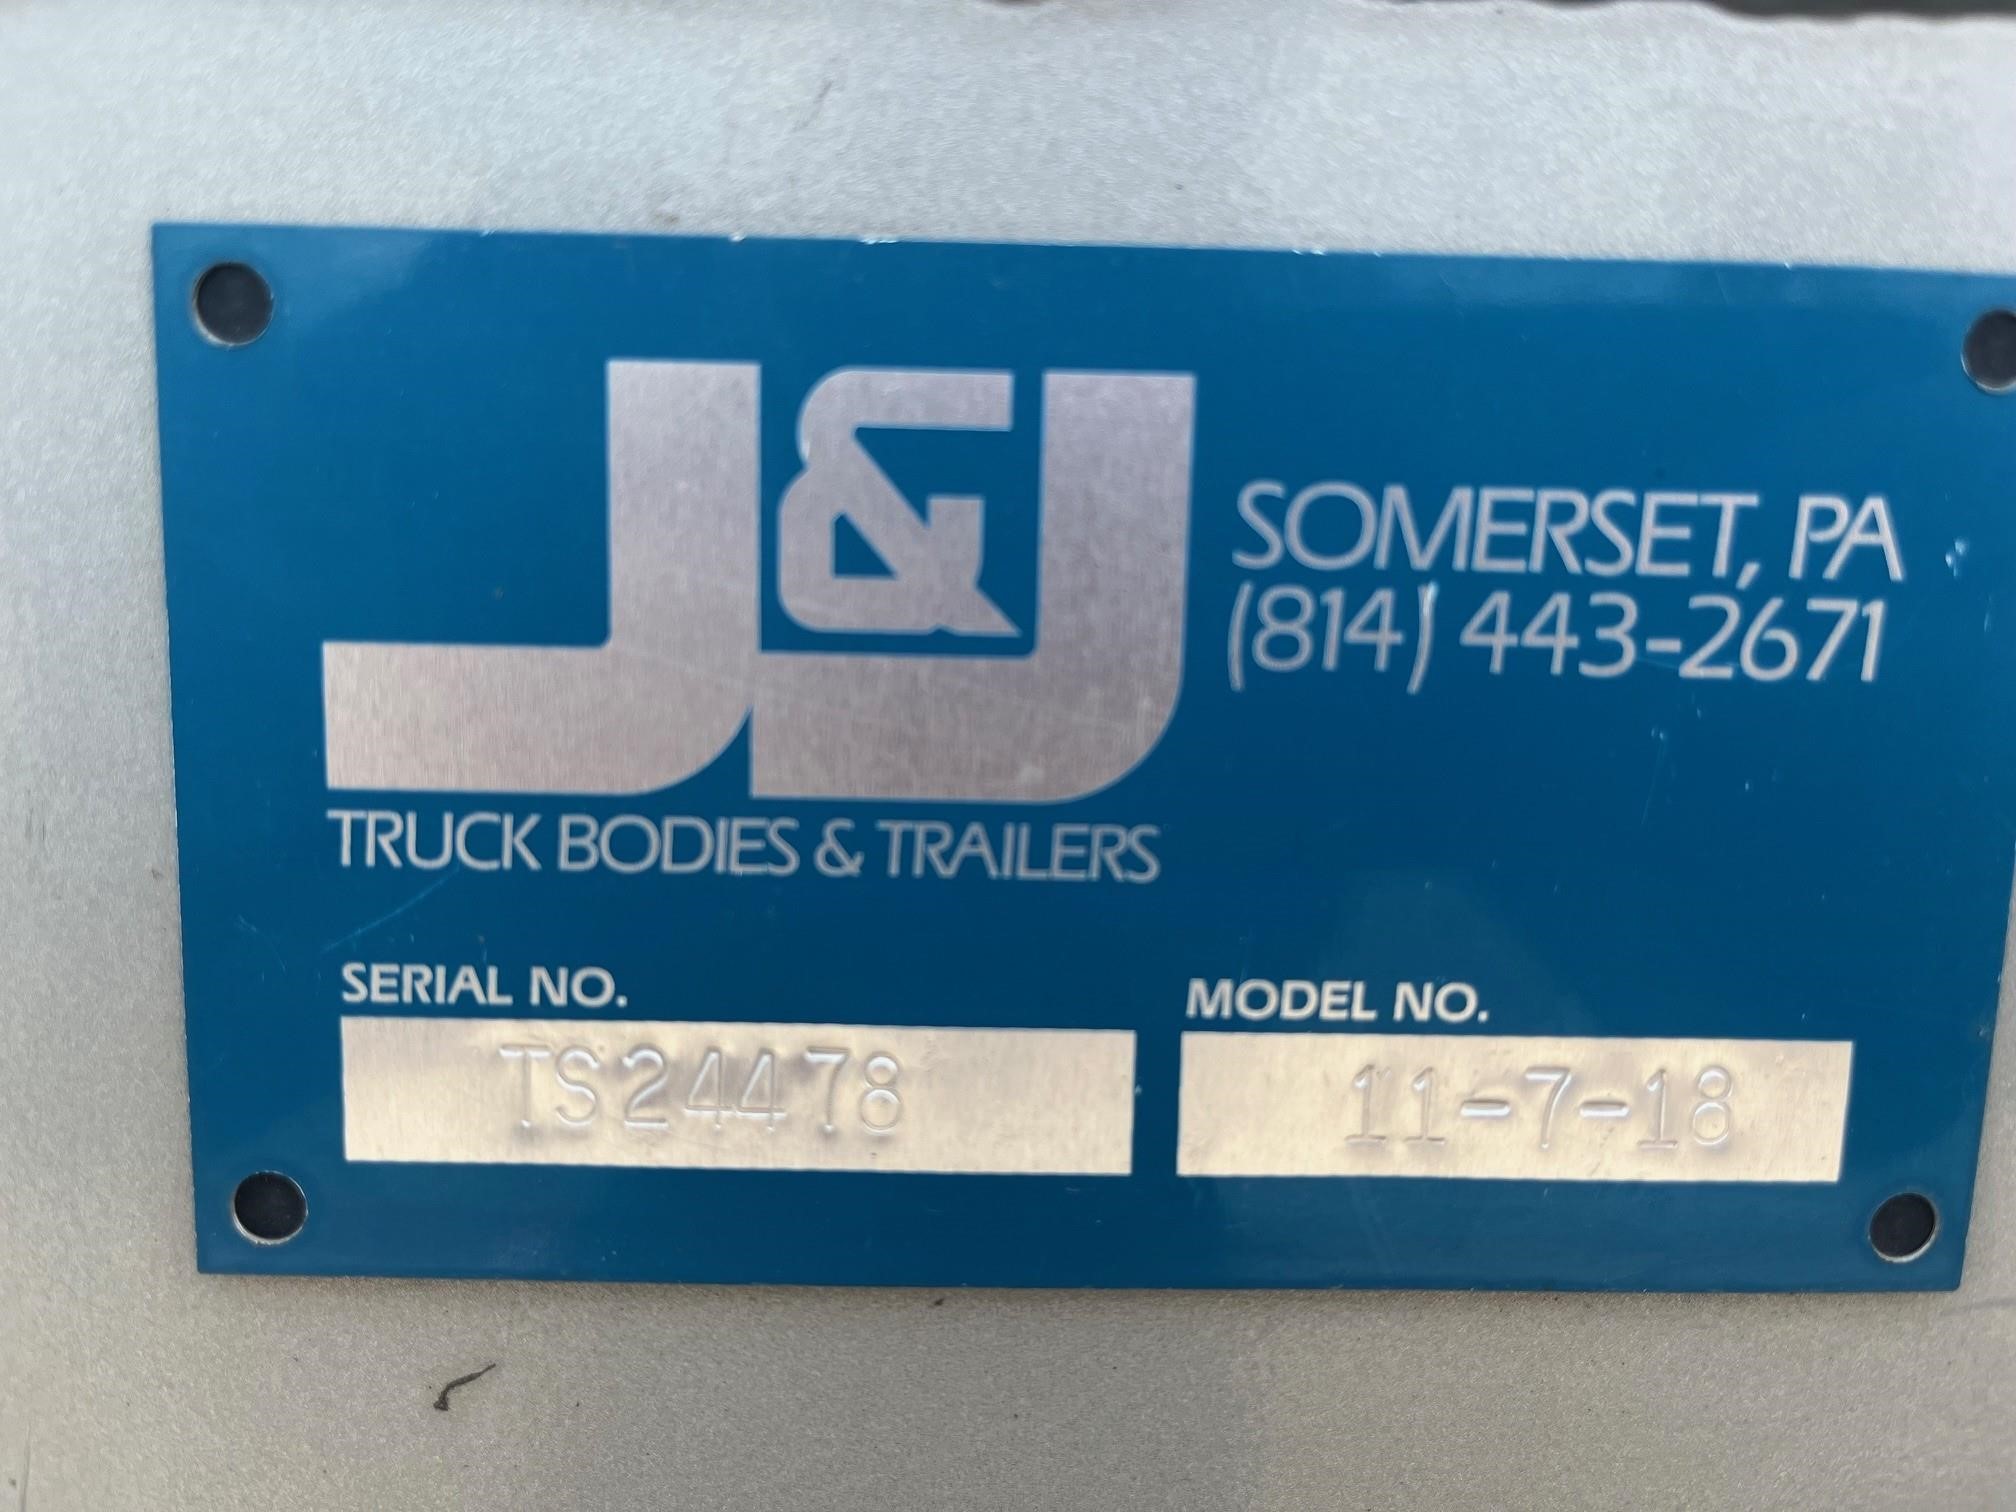 J&J
SOMERSET, PA
(814) 443-2671
TRUCK BODIES & TRAILERS
SERIAL NO.
TS24478
MODEL NO.
11-7-18